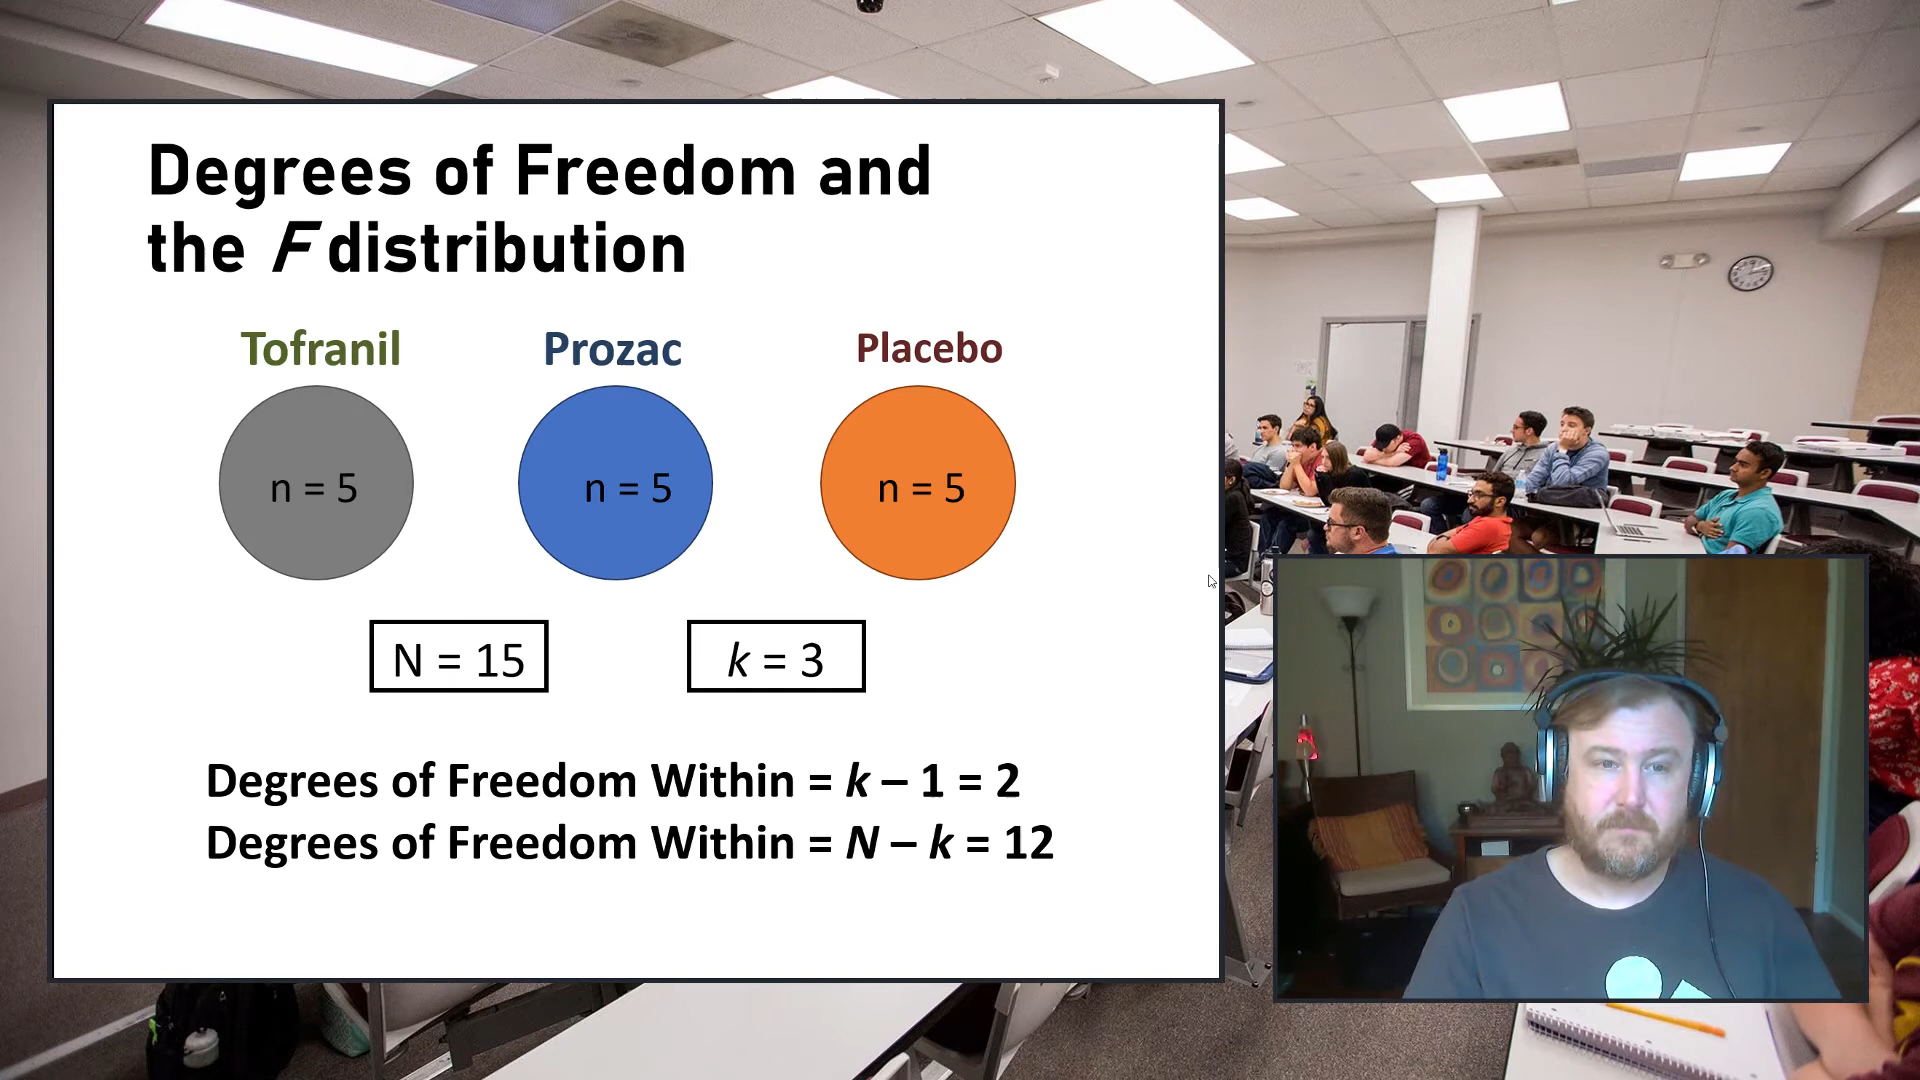 Degrees of Freedom and
the F distribution
Tofranil
Prozac
Placebo
n = 5
n = 5
n = 5
N = 15
k = 3
Degrees of Freedom Within = k – 1 = 2
Degrees of Freedom Within = N – k = 12